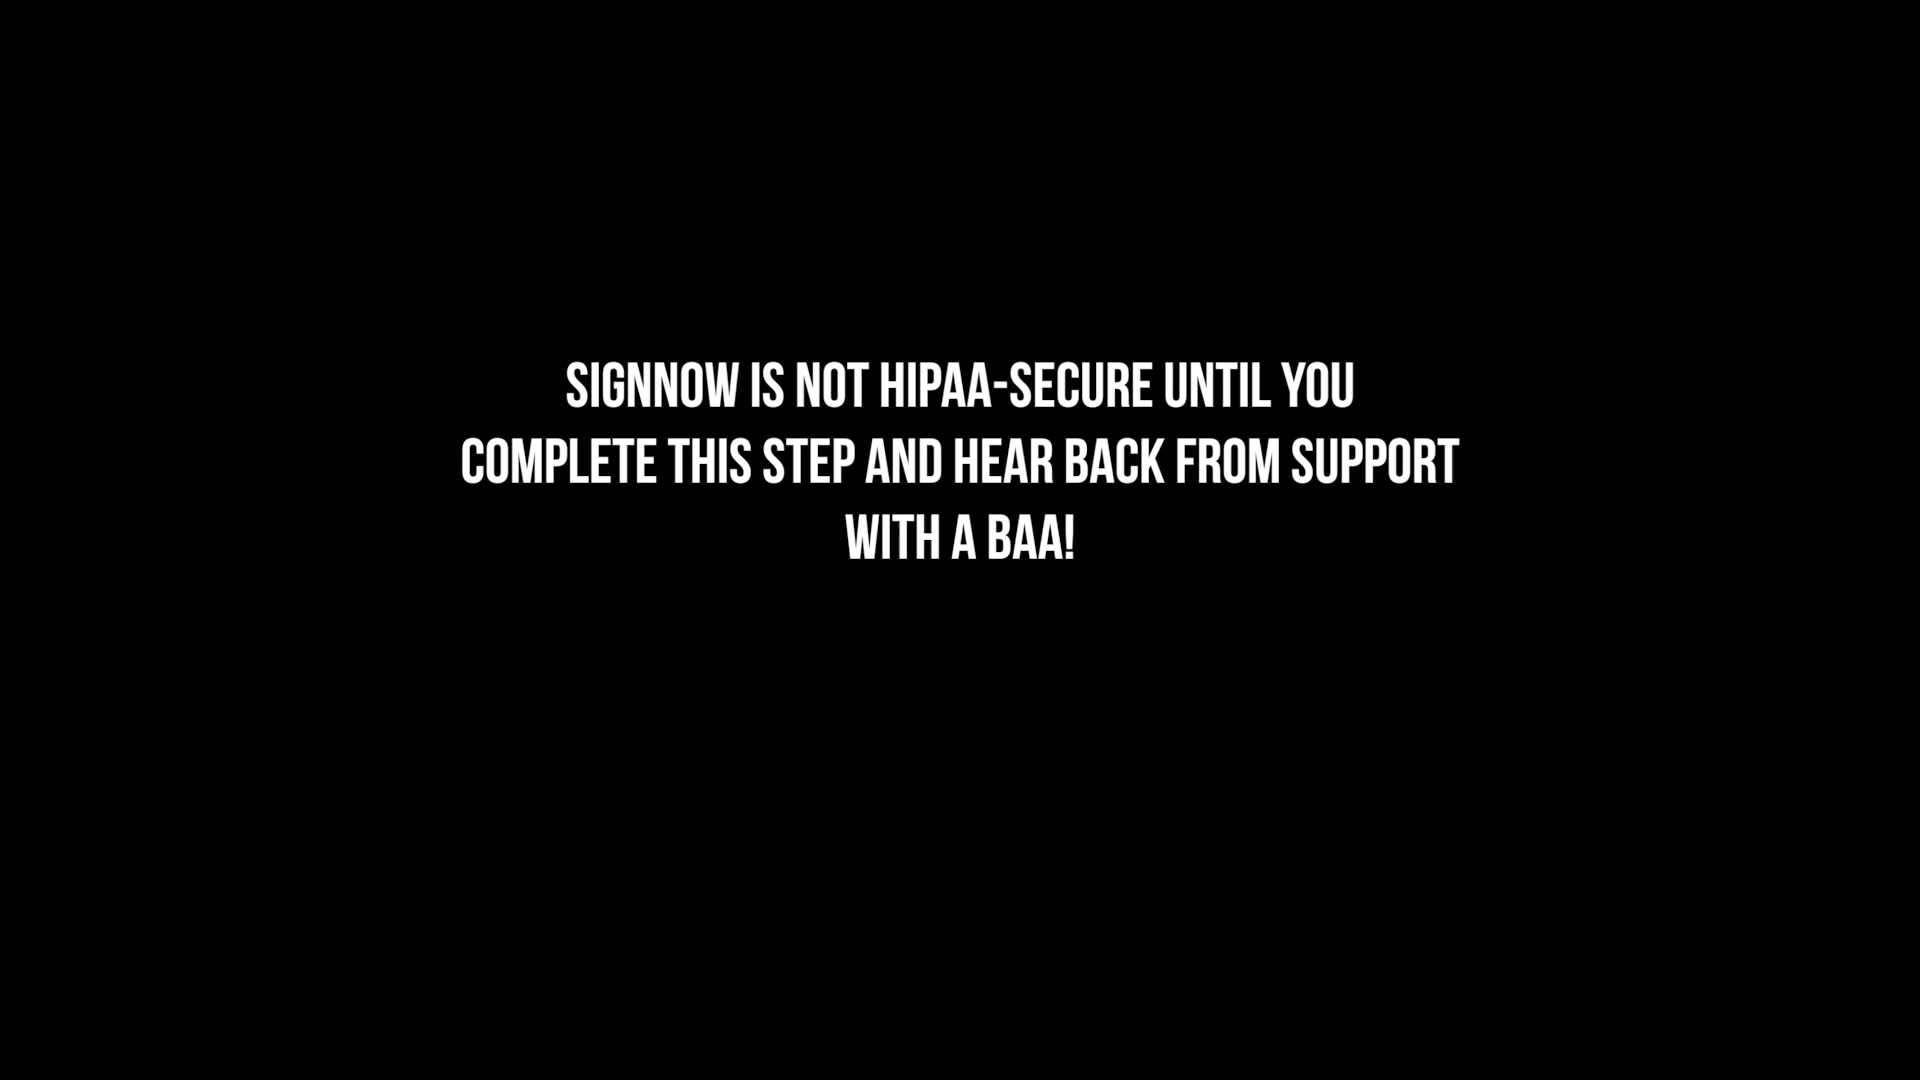 SIGNNOW IS NOT HIPAA-SECURE UNTIL YOU
COMPLETE THIS STEP AND HEAR BACK FROM SUPPORT
WITH A BAA!